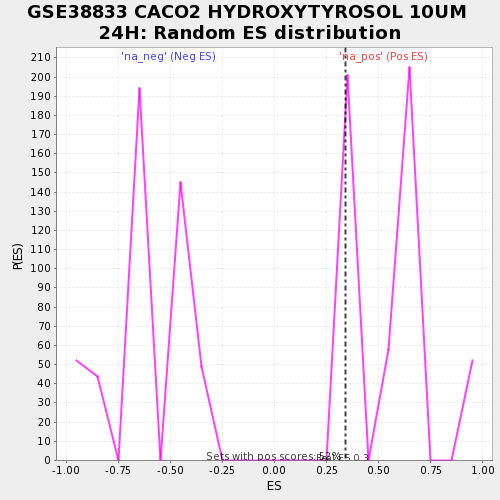 GSE38833 CACO2 HYDROXYTYROSOL 10UM
24H: Random ES distribution
'na_neg' (Neg ES)
'na_pos' (Pos ES)
P(ES)
210
200
190
180
170
160
150
140
130
120
110
100
90
80
70
60
50
40
30
20
10
0
Sets with pos scores: 52%
ES 0.3
-1.00 -0.75 -0.50 -0.25 0.00 0.25 0.50 0.75 1.00
ES